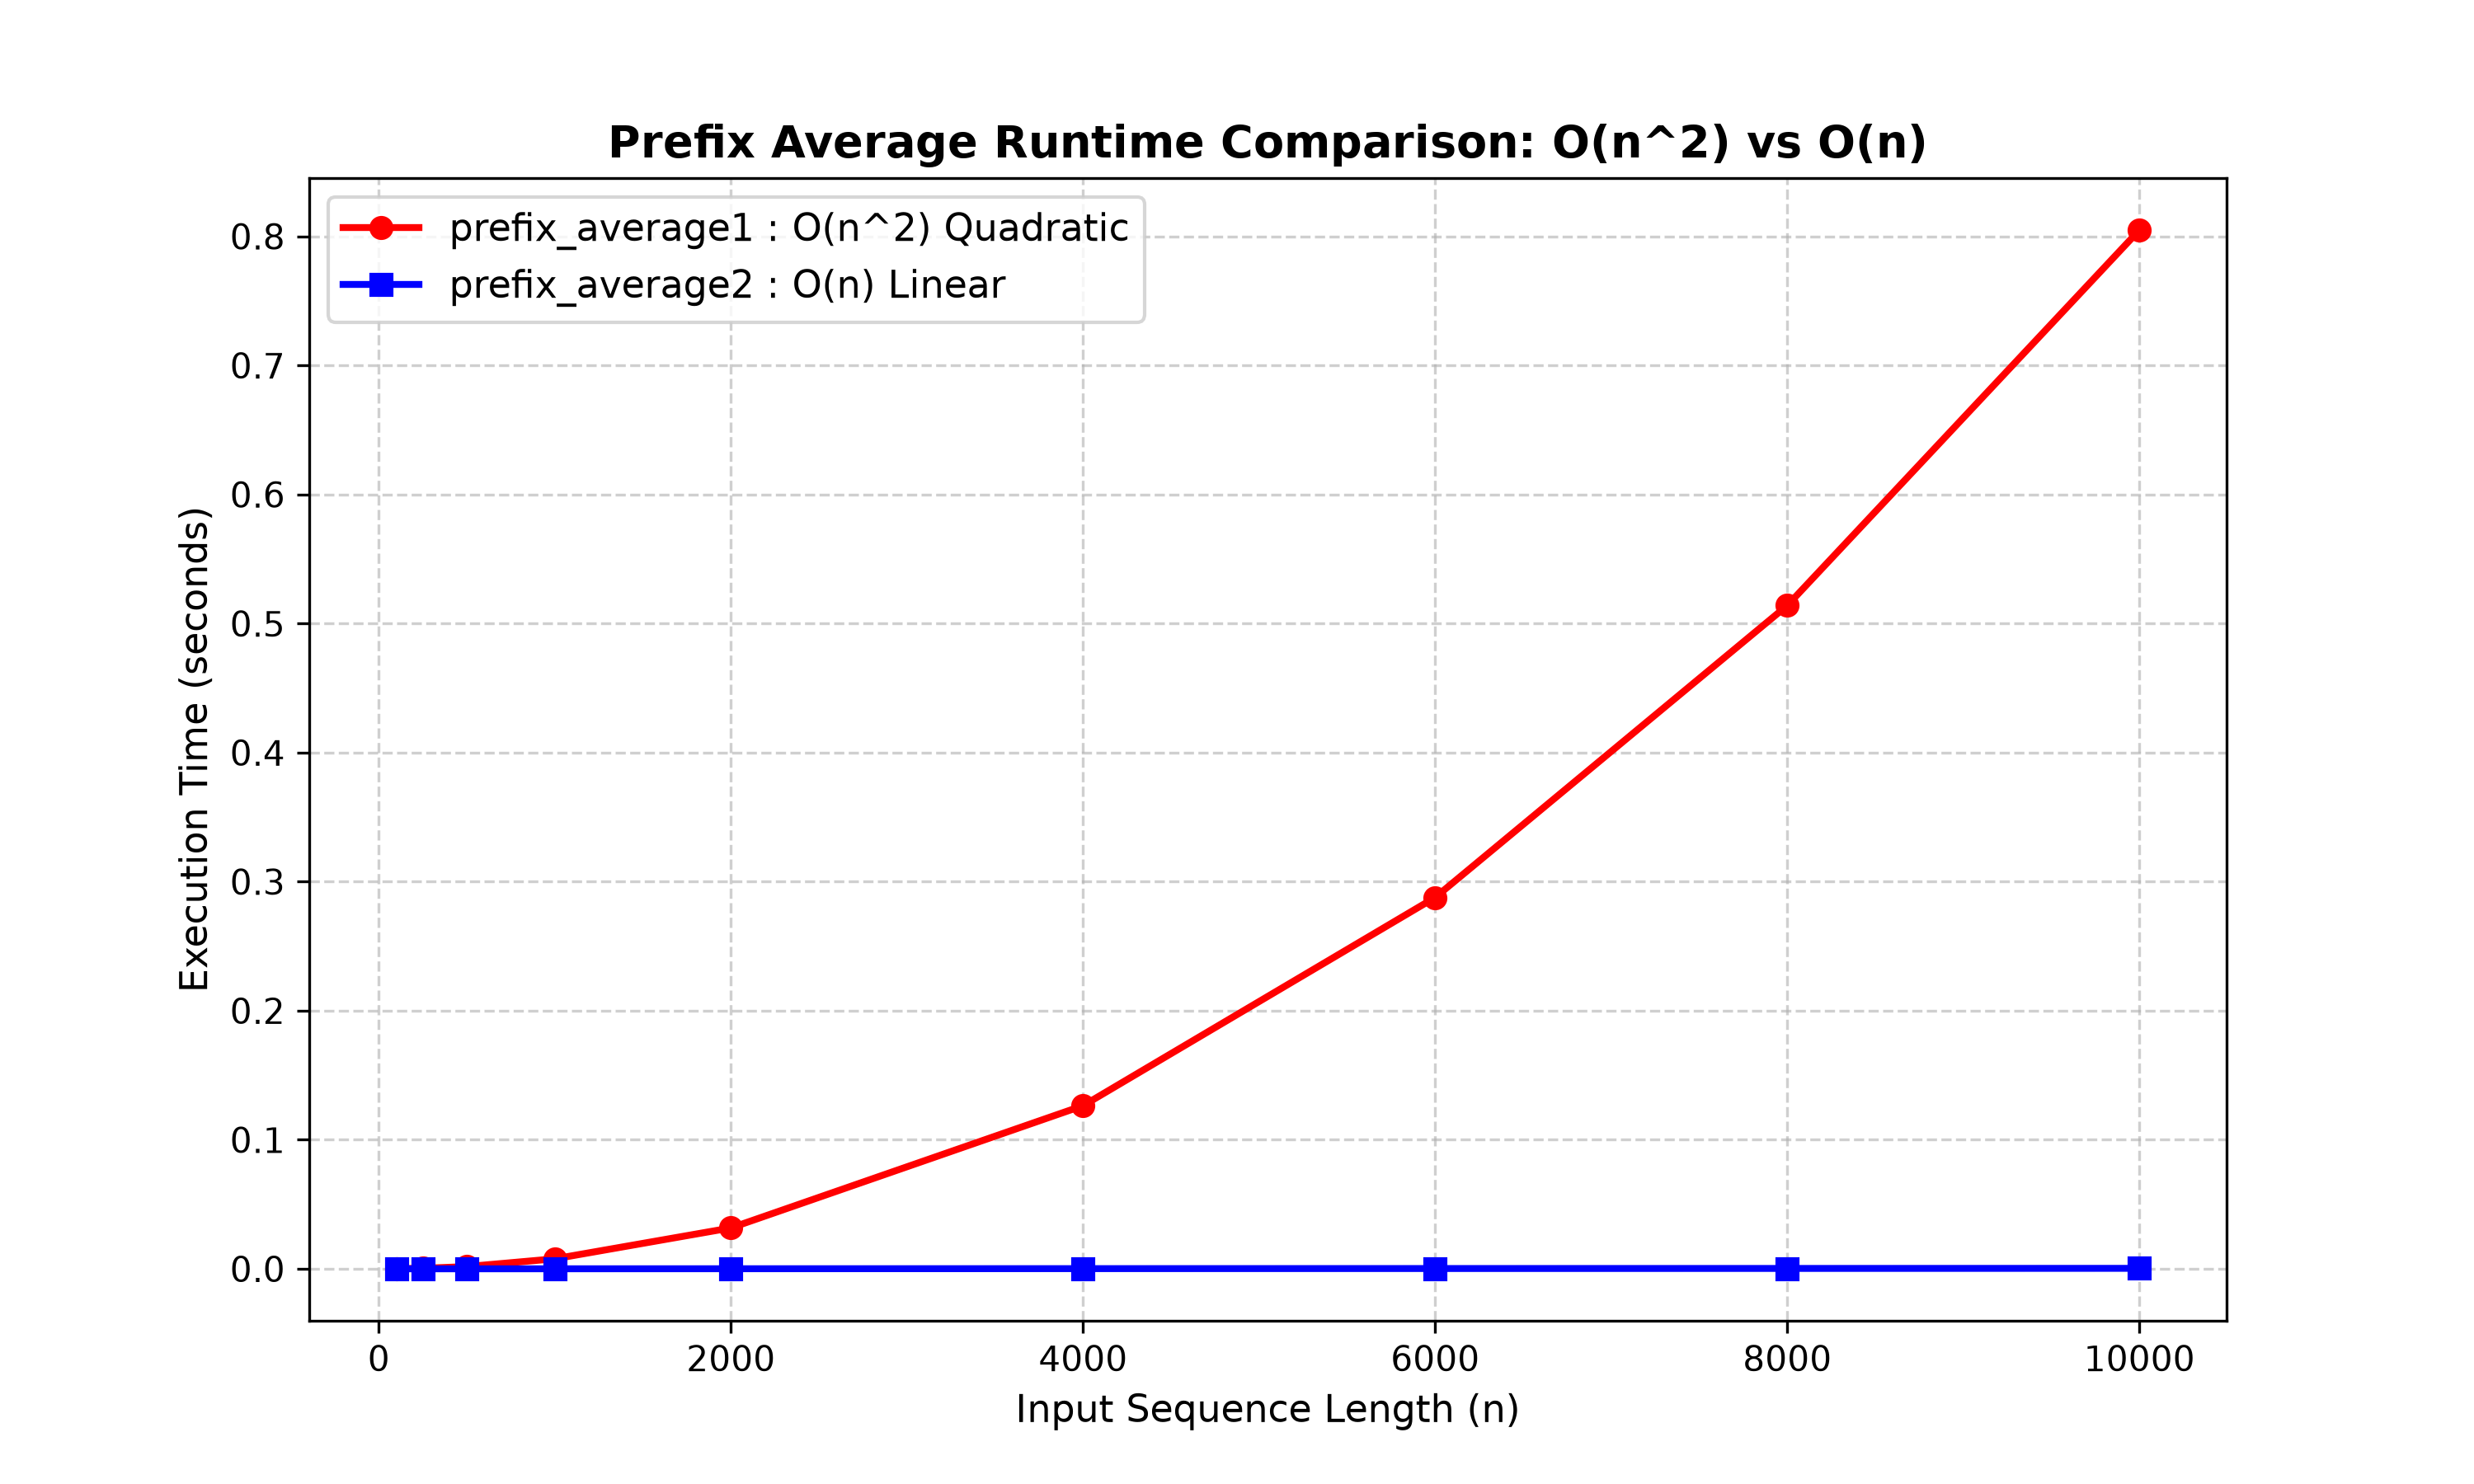 Prefix Average Runtime Comparison: O(n^2) vs O(n)
prefix_average1 : O(n^2) Quadratic
prefix_average2 : O(n) Linear
Execution Time (seconds)
0.8
0.7
0.6
0.5
0.4
0.3
0.2
0.1
0.0
0 2000 4000 6000 8000 10000
Input Sequence Length (n)